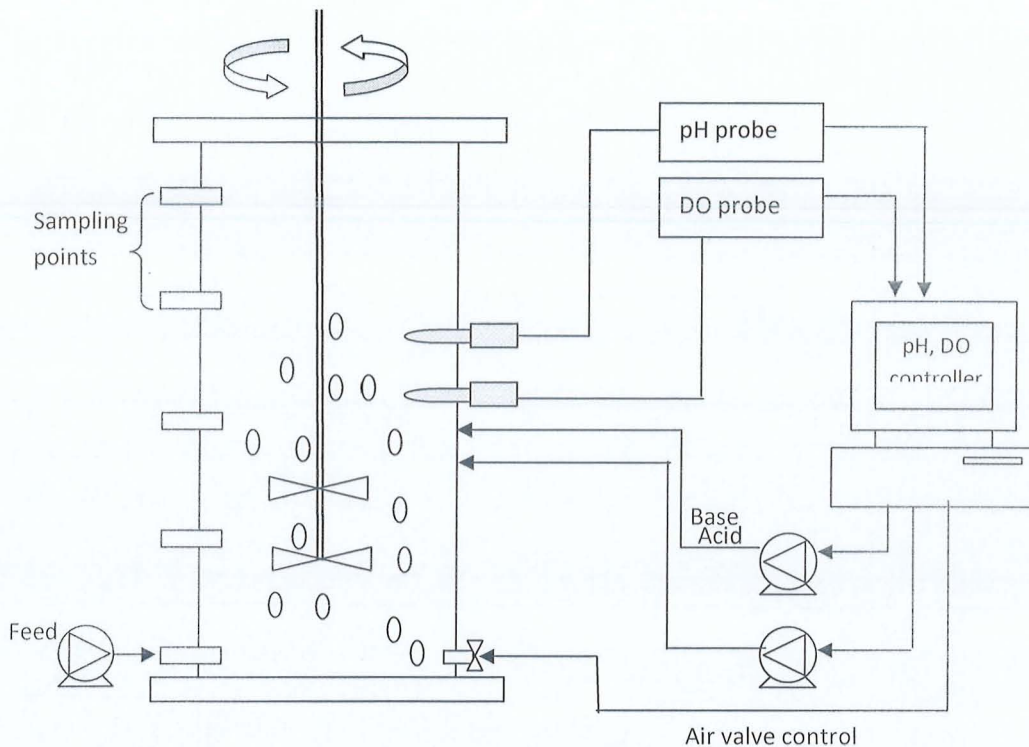 pH probe
DO probe
Sampling
points
pH, DO
controller
Base
Acid
Feed
Air valve control